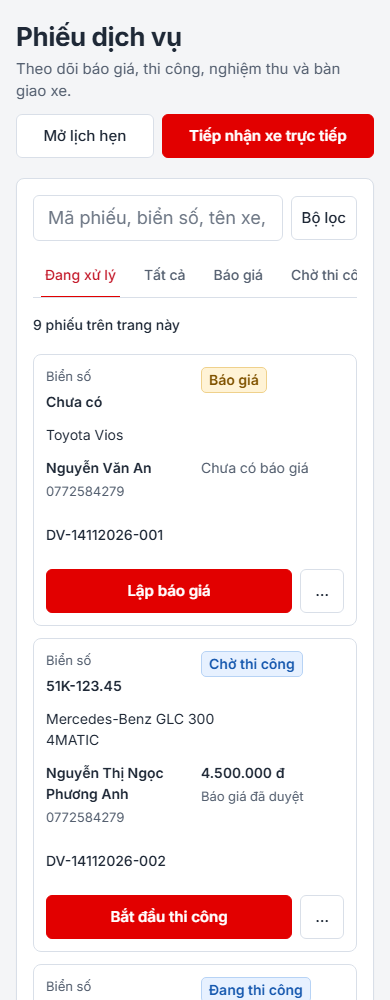 Phiếu dịch vụ
Theo dõi báo giá, thi công, nghiệm thu và bàn
giao xe.
Mở lịch hẹn
Tiếp nhận xe trực tiếp
Mã phiếu, biển số, tên xe,
Bộ lọc
Đang xử lý
Tất cả
Báo giá
Chờ thi cô
9 phiếu trên trang này
Biển số
Báo giá
Chưa có
Toyota Vios
Nguyễn Văn An
Chưa có báo giá
0772584279
DV-14112026-001
Lập báo giá
...
Biển số
Chờ thi công
51K-123.45
Mercedes-Benz GLC 300
4MATIC
Nguyễn Thị Ngọc
Phương Anh
4.500.000 đ
Báo giá đã duyệt
0772584279
DV-14112026-002
Bắt đầu thi công
...
Biển số
Đang thi công